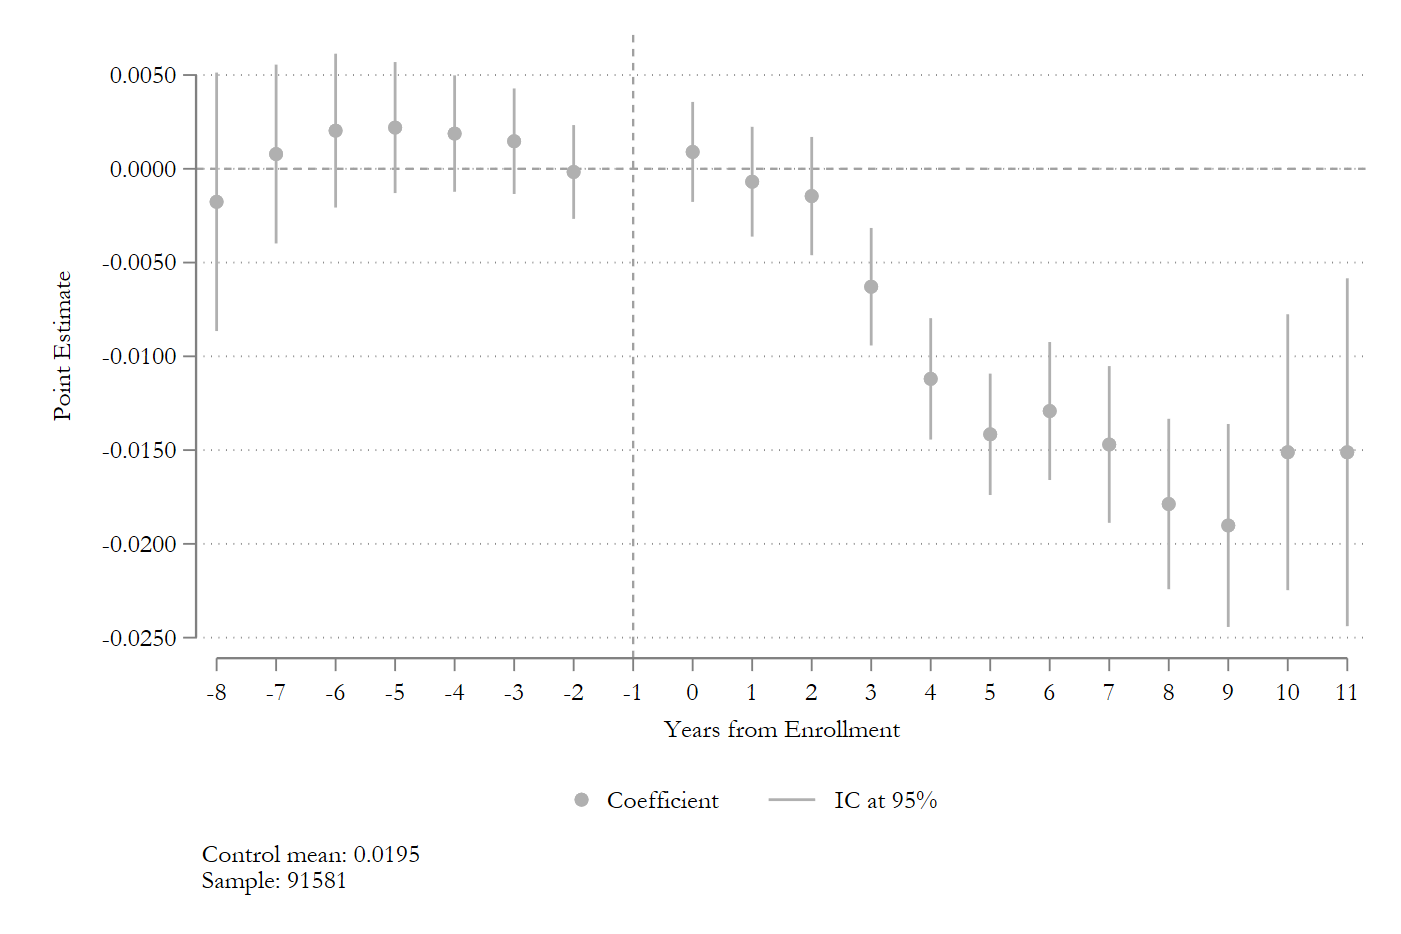 0.0050
0.0000
-0.0050
-0.0100
-0.0150
-0.0200
-0.0250
Point Estimate
-8 -7 -6 -5 -4 -3 -2 -1 0 1 2 3 4 5 6 7 8 9 10 11
Years from Enrollment
Coefficient IC at 95%
Control mean: 0.0195
Sample: 91581